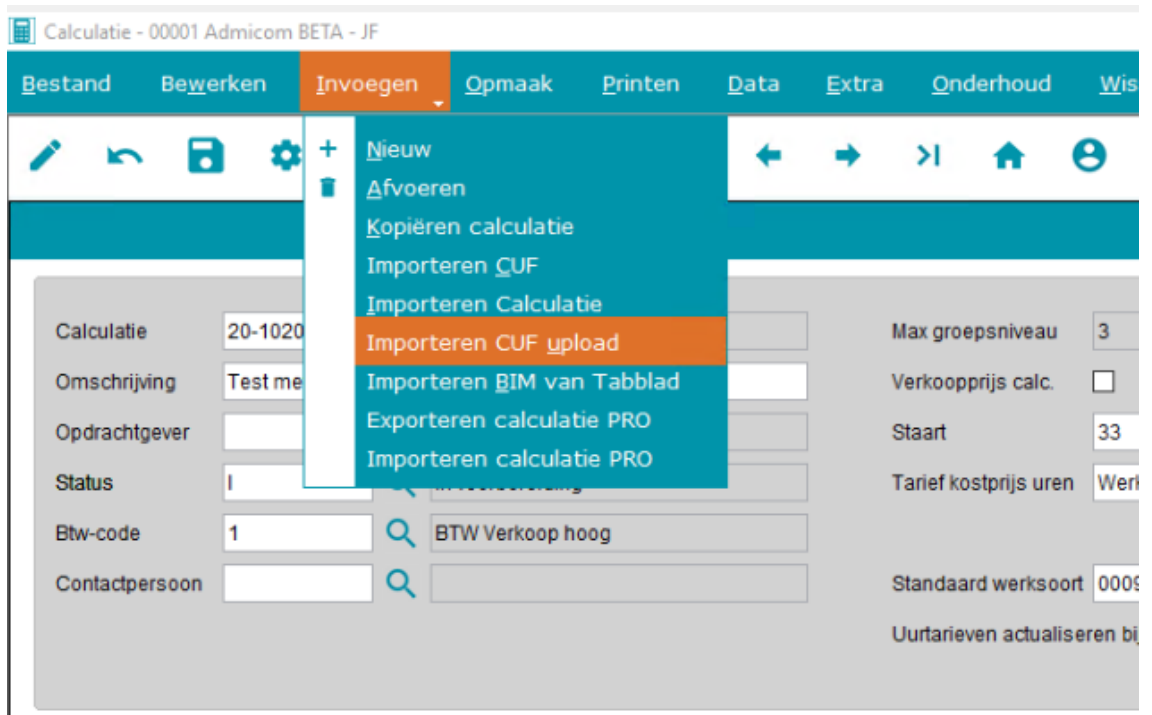 Calculatie - 00001 Admicom BETA - JF
Bestand Bewerken Invoegen Opmaak Printen Data Extra Onderhoud Wis
Nieuw
Afvoeren
Kopiëren calculatie
Importeren CUF
Importeren Calculatie
Importeren CUF upload
Importeren BIM van Tabblad
Exporteren calculatie PRO
Importeren calculatie PRO
Calculatie 20-1020 Max groepsniveau 3
Omschrijving Test me Verkoopprijs calc.
Opdrachtgever Staart 33
Status I Tarief kostprijs uren Werk
Btw-code 1 BTW Verkoop hoog
Contactpersoon Standaard werksoort 0009
Uurtarieven actualiseren bij